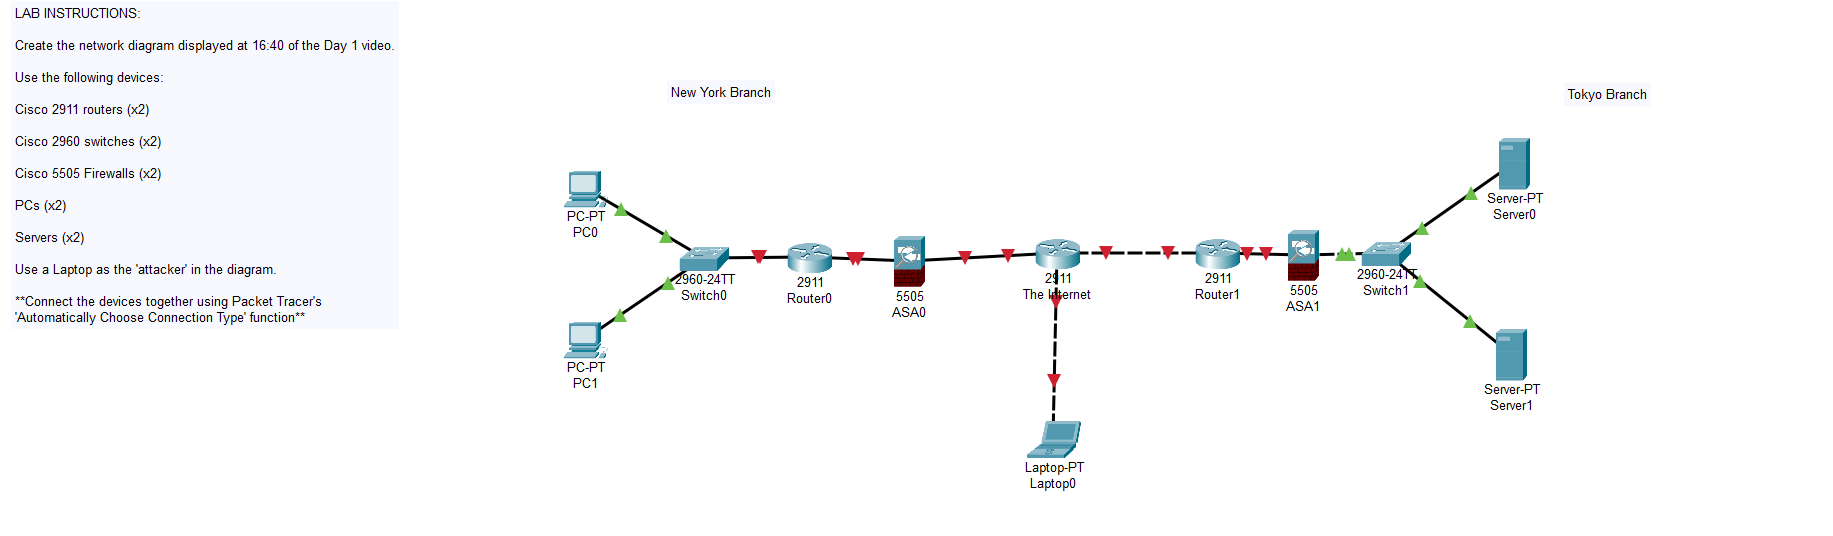 LAB INSTRUCTIONS:
Create the network diagram displayed at 16:40 of the Day 1 video.
Use the following devices:
Cisco 2911 routers (x2)
Cisco 2960 switches (x2)
Cisco 5505 Firewalls (x2)
PCs (x2)
Servers (x2)
Use a Laptop as the 'attacker' in the diagram.
**Connect the devices together using Packet Tracer's
'Automatically Choose Connection Type' function**
New York Branch
Tokyo Branch
PC-PT
PC0
2960-24TT
Switch0
PC-PT
PC1
2911
Router0
5505
ASA0
2911
The Internet
Laptop-PT
Laptop0
2911
Router1
5505
ASA1
2960-24TT
Switch1
Server-PT
Server0
Server-PT
Server1